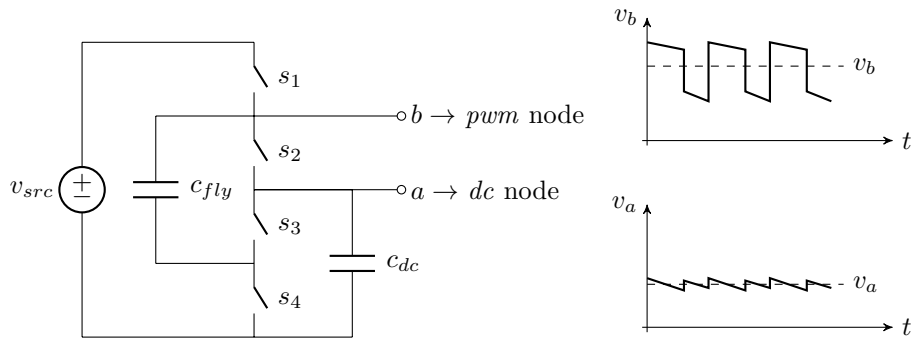 v_src
+
−
s_1
s_2
s_3
s_4
c_fly
c_dc
b → pwm node
a → dc node
v_b
v_b
t
v_a
v_a
t